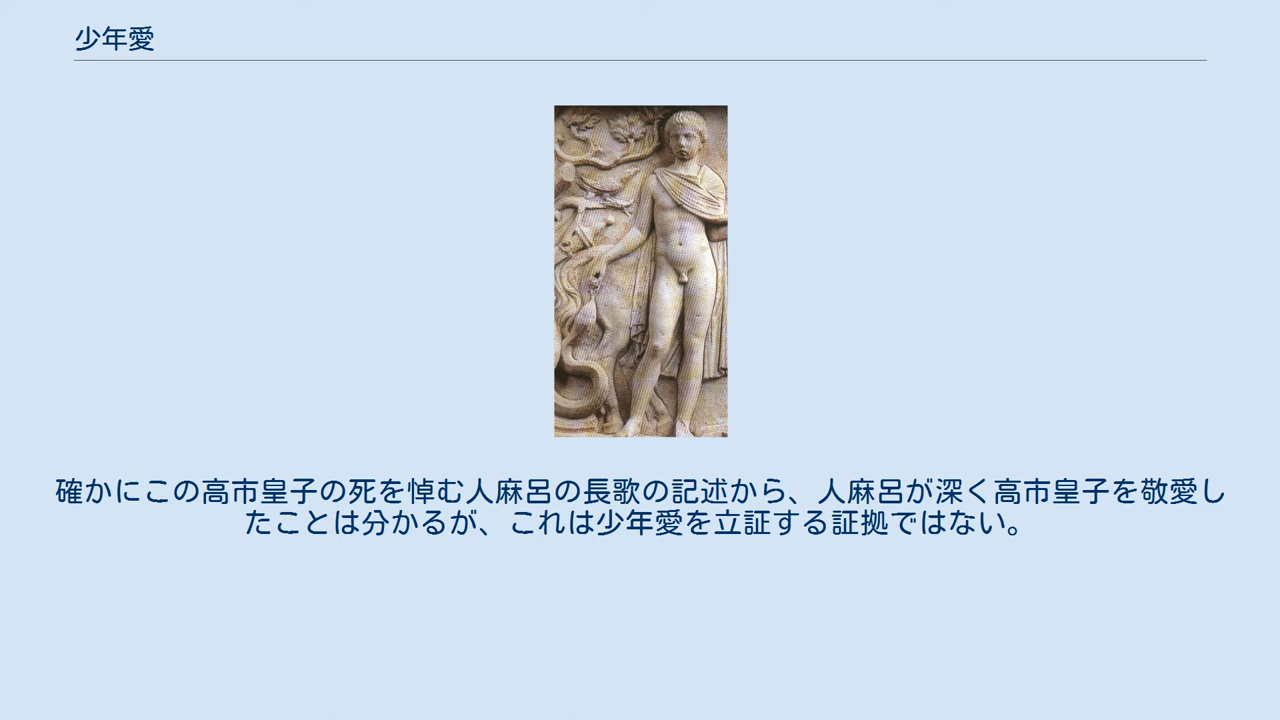 少年愛
確かにこの高市皇子の死を悼む人麻呂の長歌の記述から、人麻呂が深く高市皇子を敬愛し
たことは分かるが、これは少年愛を立証する証拠ではない。